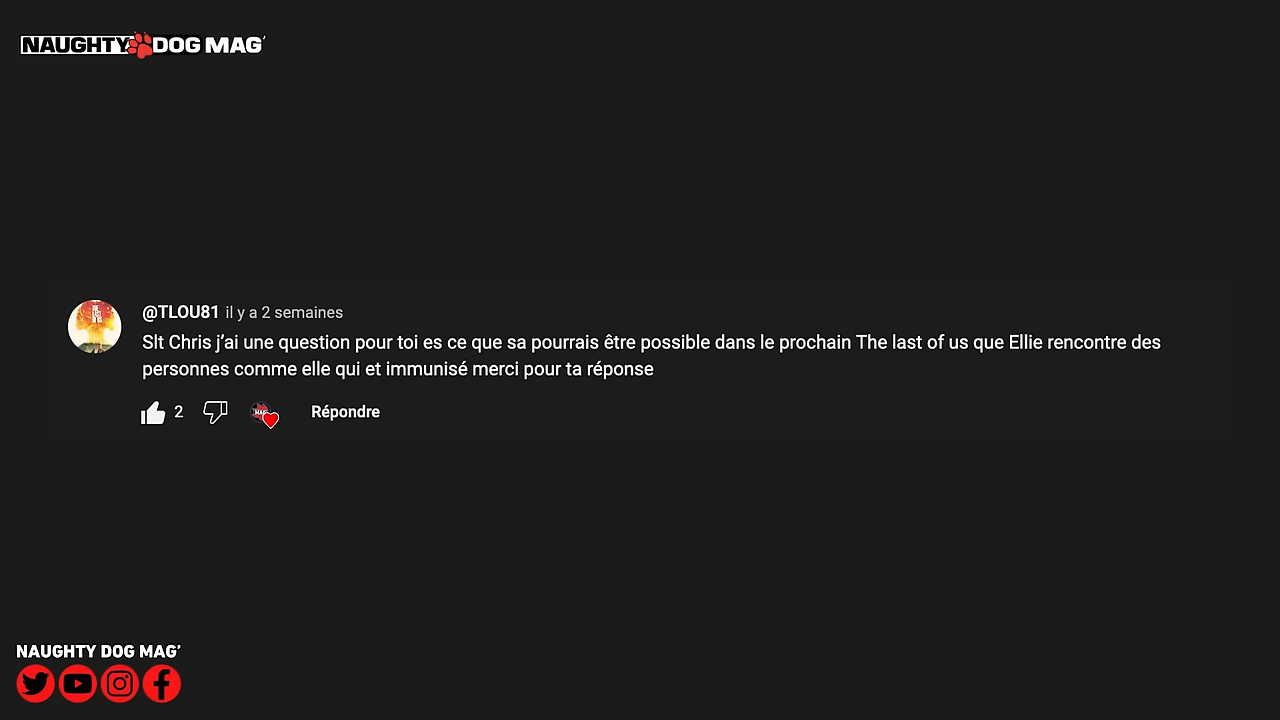 NAUGHTY DOG MAG'
@TLOU81 il y a 2 semaines
Slt Chris j'ai une question pour toi es ce que sa pourrais être possible dans le prochain The last of us que Ellie rencontre des
personnes comme elle qui et immunisé merci pour ta réponse
2 Répondre
NAUGHTY DOG MAG'